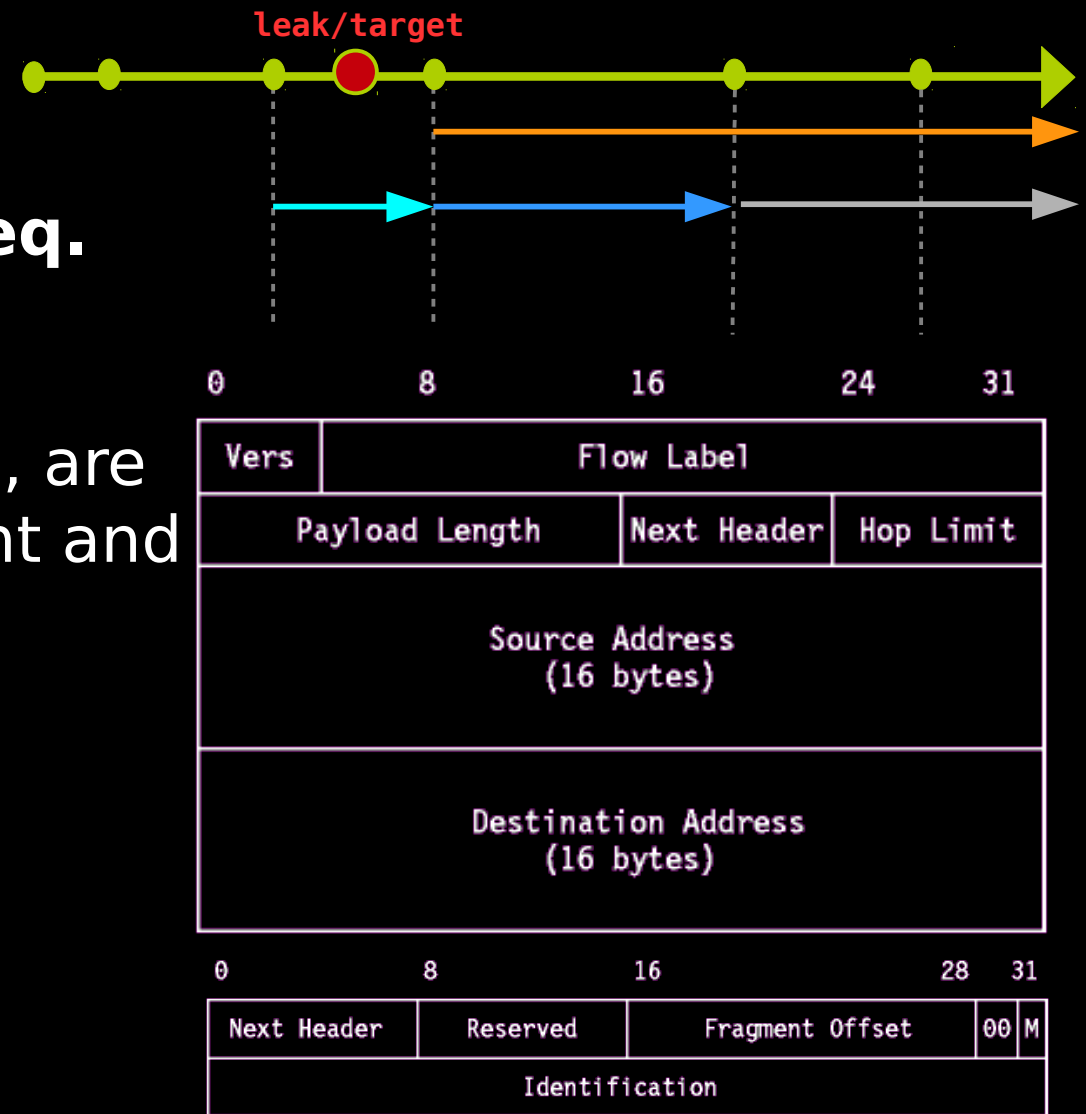 leak/target
eq.
0 8 16 24 31
Vers Flow Label
, are
Payload Length Next Header Hop Limit
nt and
Source Address
(16 bytes)
Destination Address
(16 bytes)
0 8 16 28 31
Next Header Reserved Fragment Offset 00 M
Identification